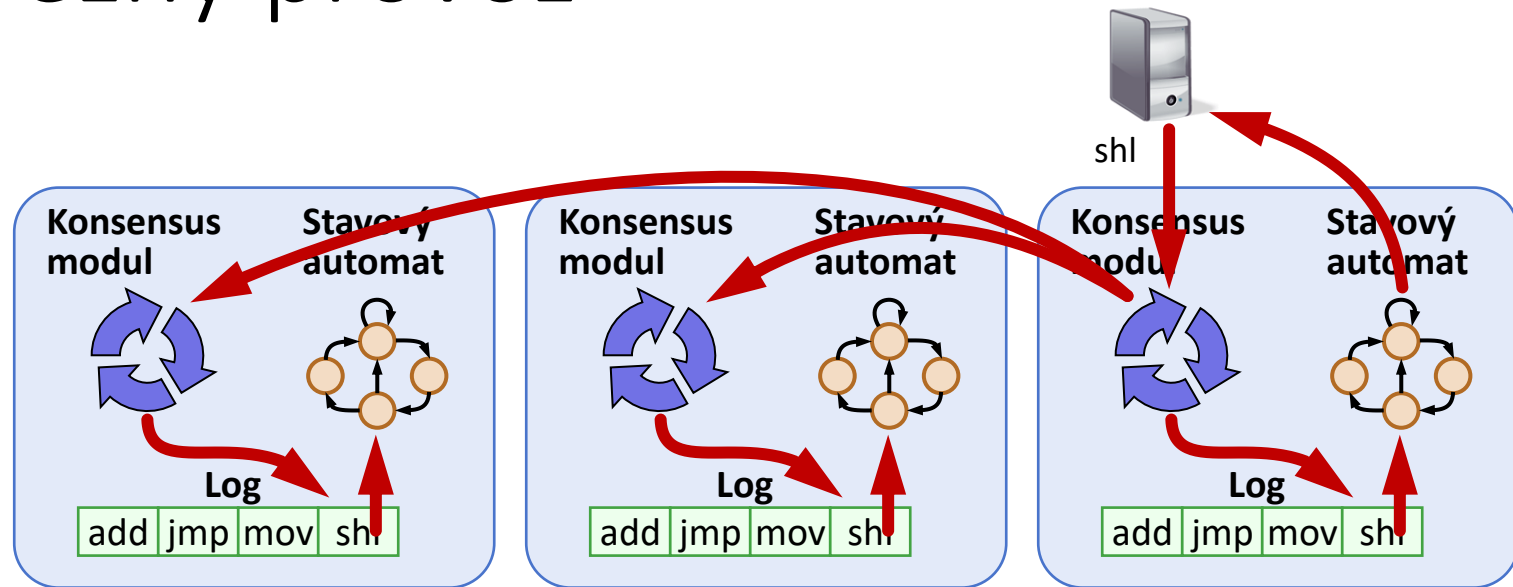 shl
Konsensus
modul
Stavový
automat
Log
add jmp mov shl
Konsensus
modul
Stavový
automat
Log
add jmp mov shl
Konsensus
modul
Stavový
automat
Log
add jmp mov shl